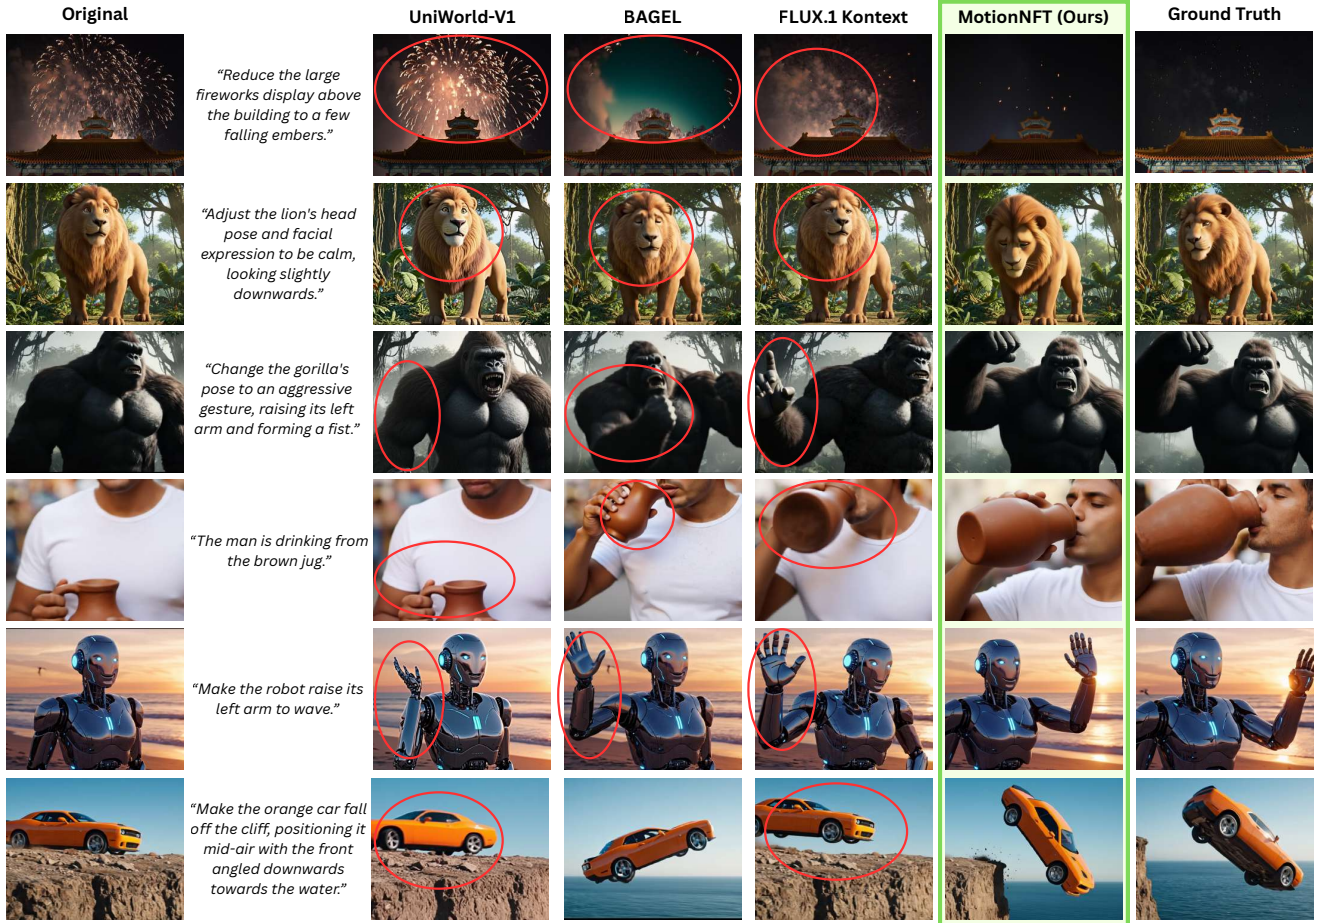 Original
UniWorld-V1
BAGEL
FLUX.1 Kontext
MotionNFT (Ours)
Ground Truth
“Reduce the large
fireworks display above
the building to a few
falling embers.”
“Adjust the lion's head
pose and facial
expression to be calm,
looking slightly
downwards.”
“Change the gorilla's
pose to an aggressive
gesture, raising its left
arm and forming a fist.”
“The man is drinking from
the brown jug.”
“Make the robot raise its
left arm to wave.”
“Make the orange car fall
off the cliff, positioning it
mid-air with the front
angled downwards
towards the water.”